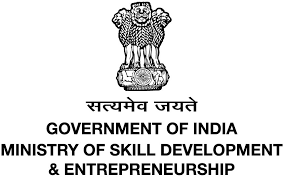 सत्यमेव जयते
GOVERNMENT OF INDIA
MINISTRY OF SKILL DEVELOPMENT
& ENTREPRENEURSHIP